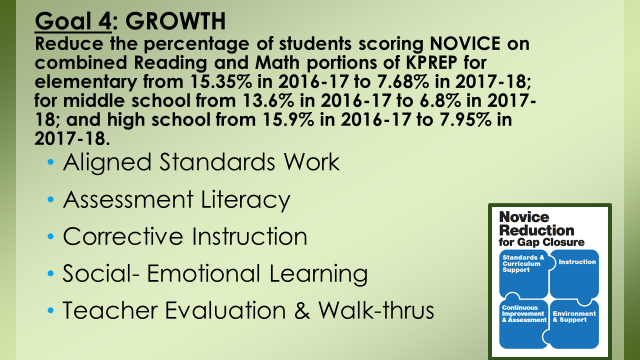 Goal 4: GROWTH
Reduce the percentage of students scoring NOVICE on
combined Reading and Math portions of KPREP for
elementary from 15.35% in 2016-17 to 7.68% in 2017-18;
for middle school from 13.6% in 2016-17 to 6.8% in 2017-
18; and high school from 15.9% in 2016-17 to 7.95% in
2017-18.
• Aligned Standards Work
• Assessment Literacy
• Corrective Instruction
• Social- Emotional Learning
• Teacher Evaluation & Walk-thrus
Novice
Reduction
for Gap Closure
Standards &
Curriculum
Support
Instruction
Continuous
Improvement
& Assessment
Environment
& Support